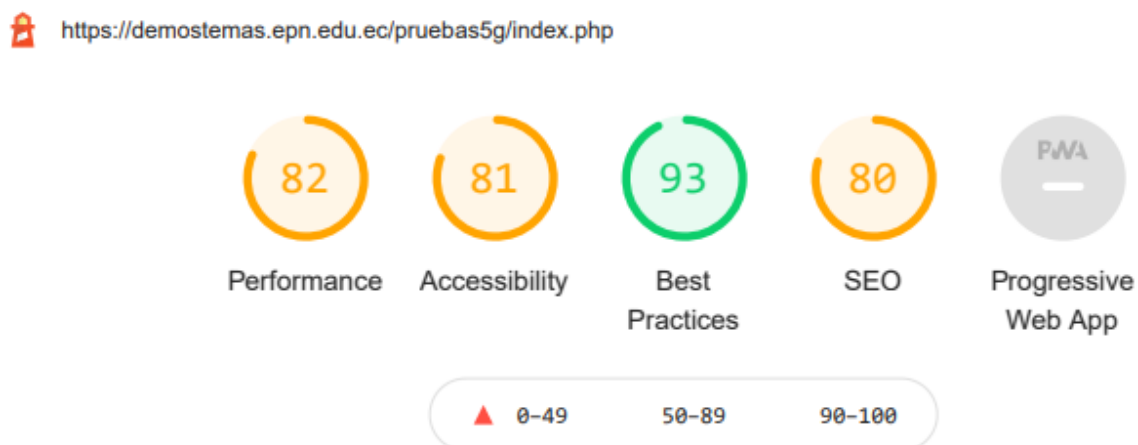 https://demostemas.epn.edu.ec/pruebas5g/index.php
82 81 93 80 PWA
Performance Accessibility Best Practices SEO Progressive Web App
0–49 50–89 90–100